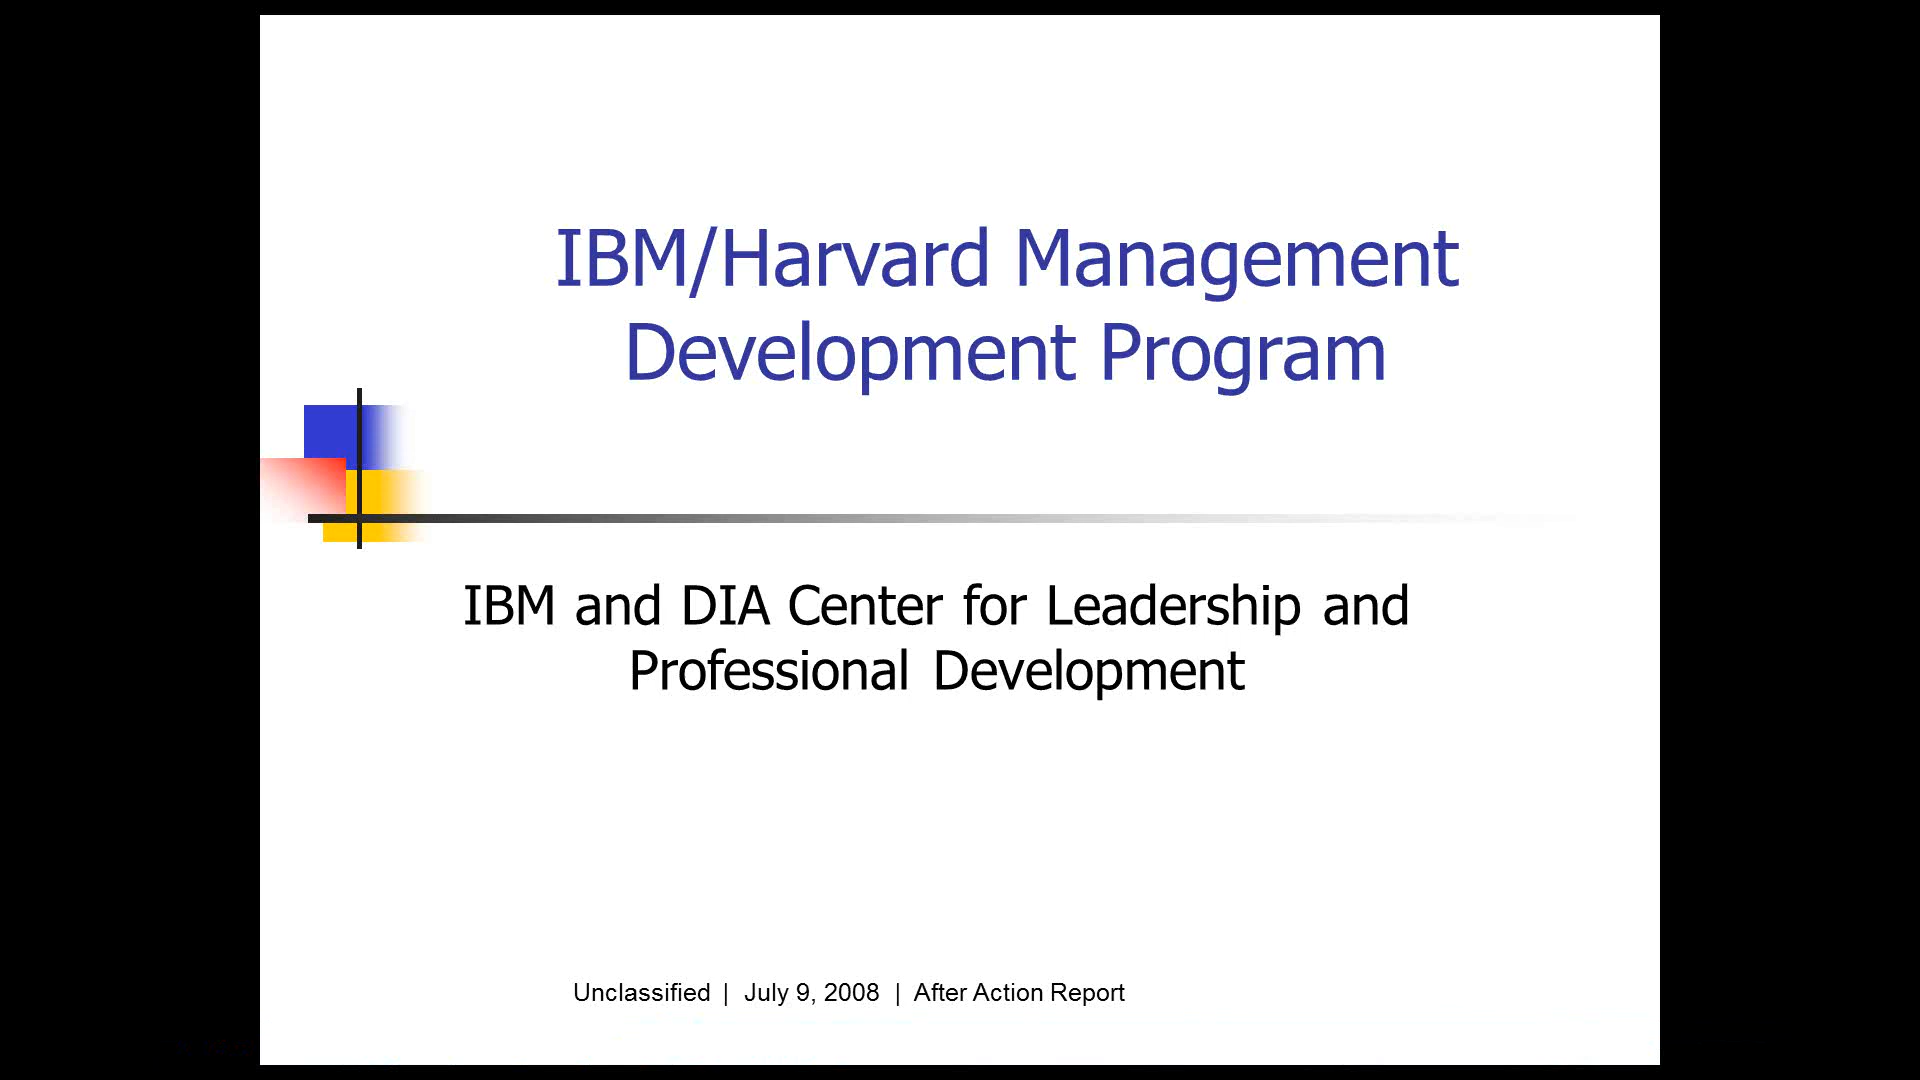 IBM/Harvard Management
Development Program
IBM and DIA Center for Leadership and
Professional Development
Unclassified | July 9, 2008 | After Action Report